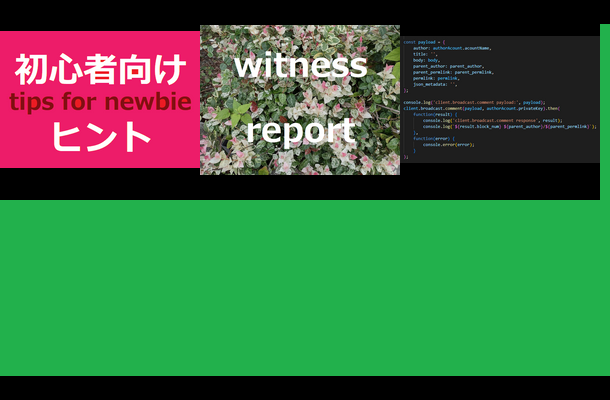 初心者向け
tips for newbie
ヒント
witness
report
const payload = {
author: authorAccount.acountName,
title: '',
body: body,
parent_author: parent_author,
parent_permlink: parent_permlink,
permlink: permlink,
json_metadata: '',
};
console.log('client.broadcast.comment payload:', payload);
client.broadcast.comment(payload, authorAccount.privateKey).then(
function(result) {
console.log('client.broadcast.comment response', result);
console.log(`${result.block_num} ${parent_author}/${parent_permlink}`);
},
function(error) {
console.error(error);
}
);